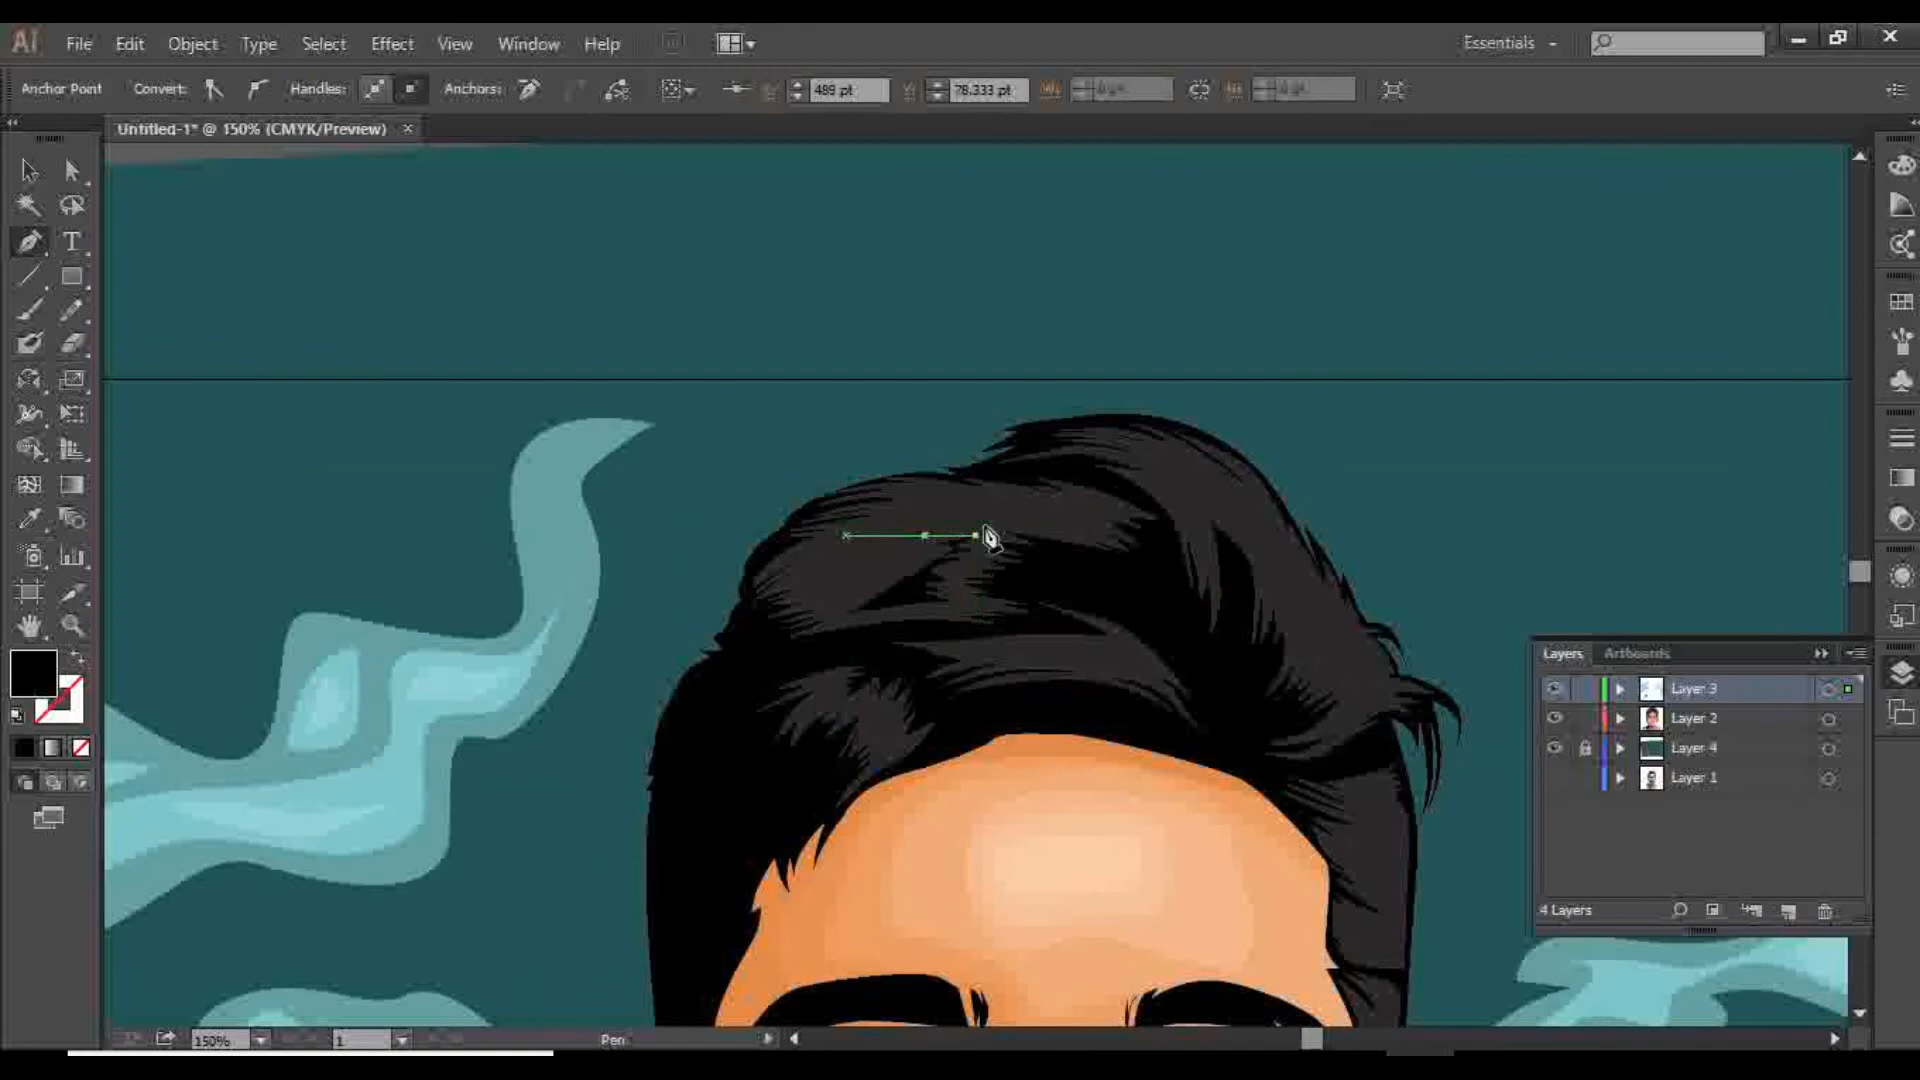 Ai File Edit Object Type Select Effect View Window Help Essentials
Anchor Point Convert: Handles: Anchors: 489 pt 78.333 pt
Untitled-1* @ 150% (CMYK/Preview) ×
T
Layers Artboards
Layer 3
Layer 2
Layer 4
Layer 1
4 Layers
150% 1 Pen